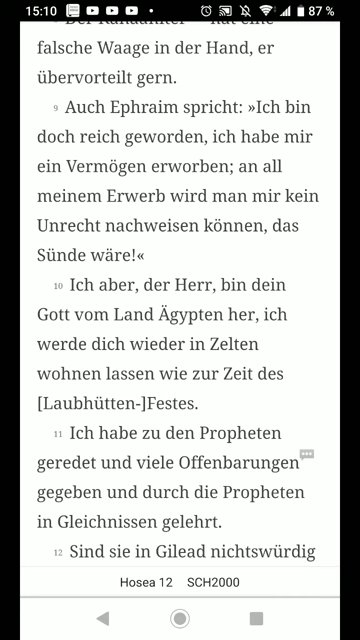 15:10
87 %
Der Kanaaniter — hat eine
falsche Waage in der Hand, er
übervorteilt gern.
9 Auch Ephraim spricht: »Ich bin
doch reich geworden, ich habe mir
ein Vermögen erworben; an all
meinem Erwerb wird man mir kein
Unrecht nachweisen können, das
Sünde wäre!«
10 Ich aber, der Herr, bin dein
Gott vom Land Ägypten her, ich
werde dich wieder in Zelten
wohnen lassen wie zur Zeit des
[Laubhütten-]Festes.
11 Ich habe zu den Propheten
geredet und viele Offenbarungen
gegeben und durch die Propheten
in Gleichnissen gelehrt.
12 Sind sie in Gilead nichtswürdig
Hosea 12 SCH2000